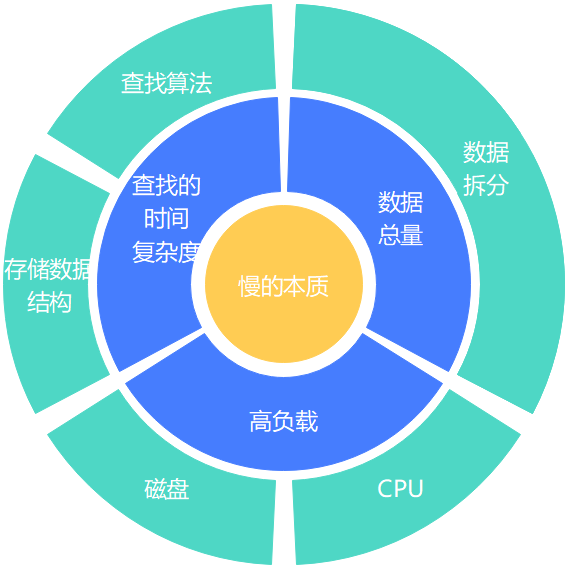 查找算法
数据
拆分
查找的
时间
复杂度
数据
总量
存储数据
结构
慢的本质
高负载
磁盘
CPU